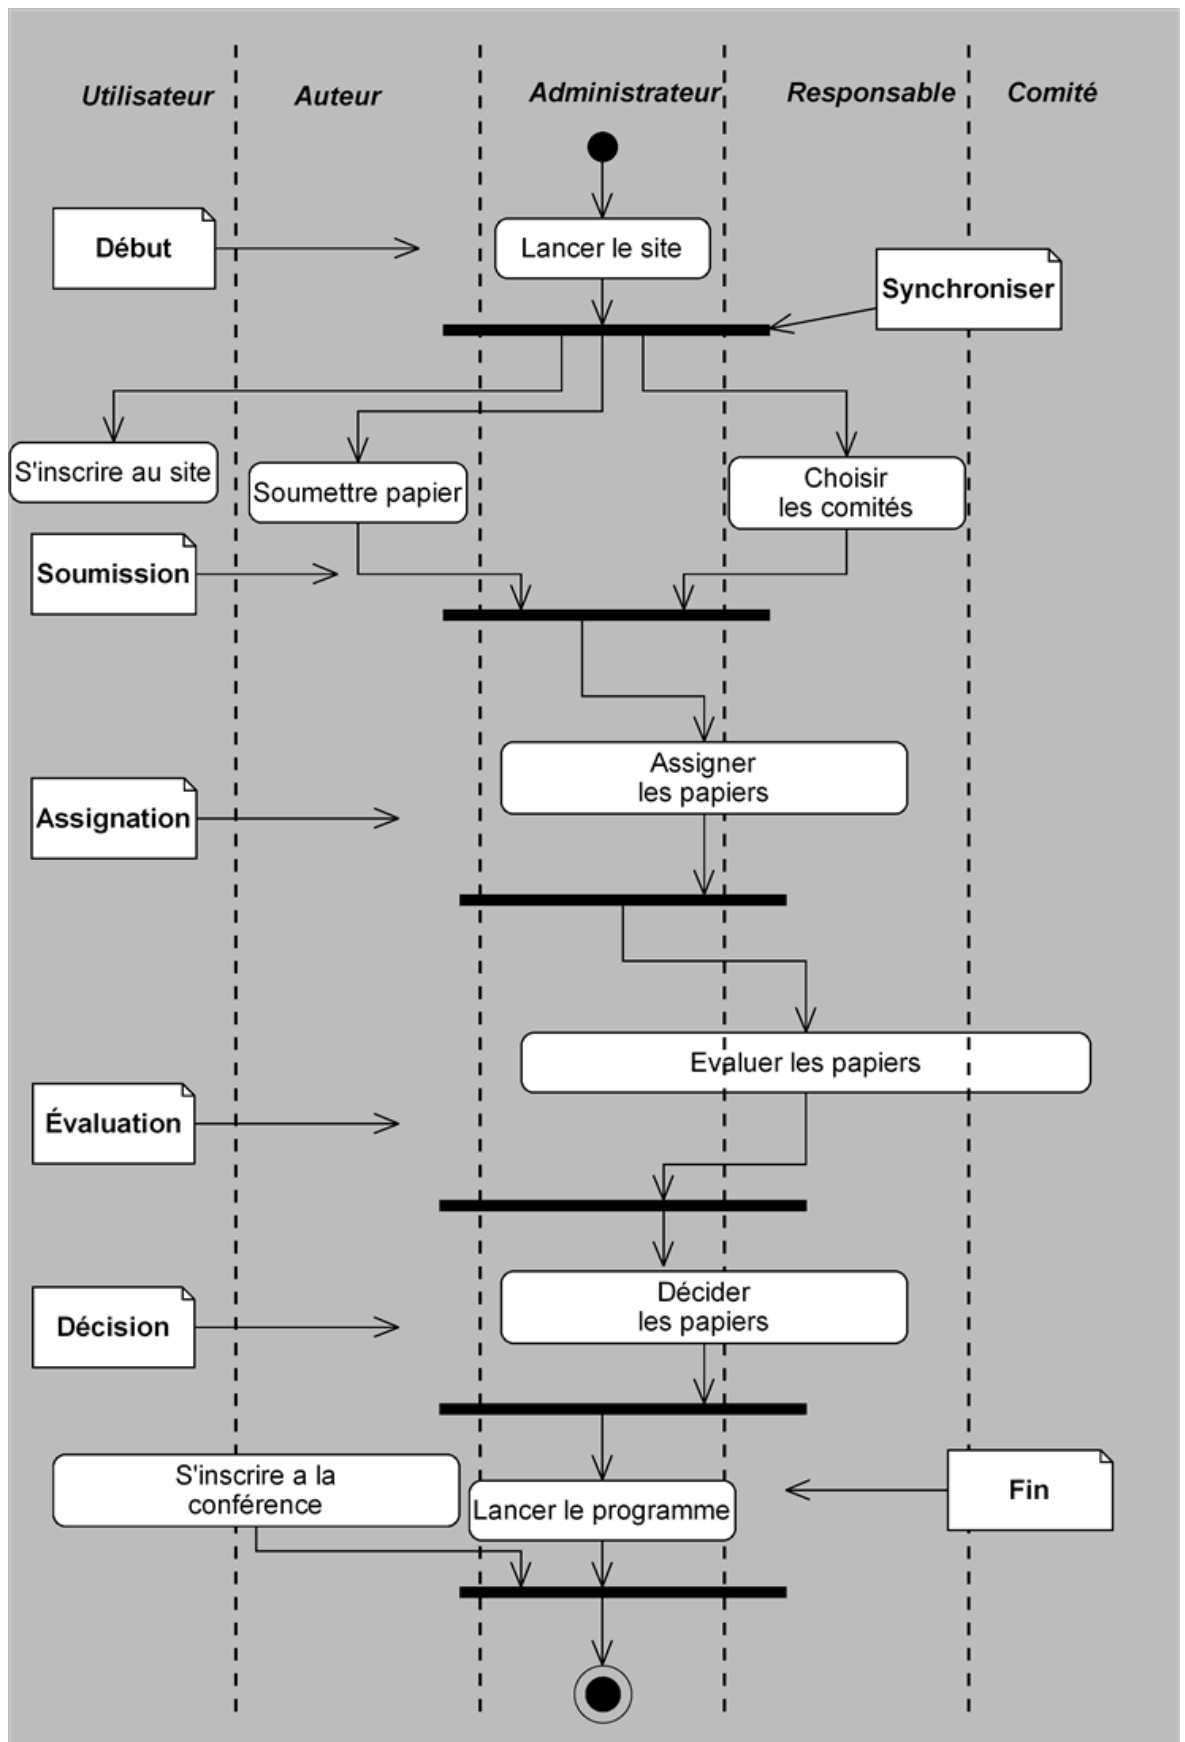 Utilisateur
Auteur
Administrateur
Responsable
Comité
Début
Lancer le site
Synchroniser
S'inscrire au site
Soumettre papier
Choisir
les comités
Soumission
Assigner
les papiers
Assignation
Evaluer les papiers
Évaluation
Décider
les papiers
Décision
S'inscrire a la
conférence
Lancer le programme
Fin